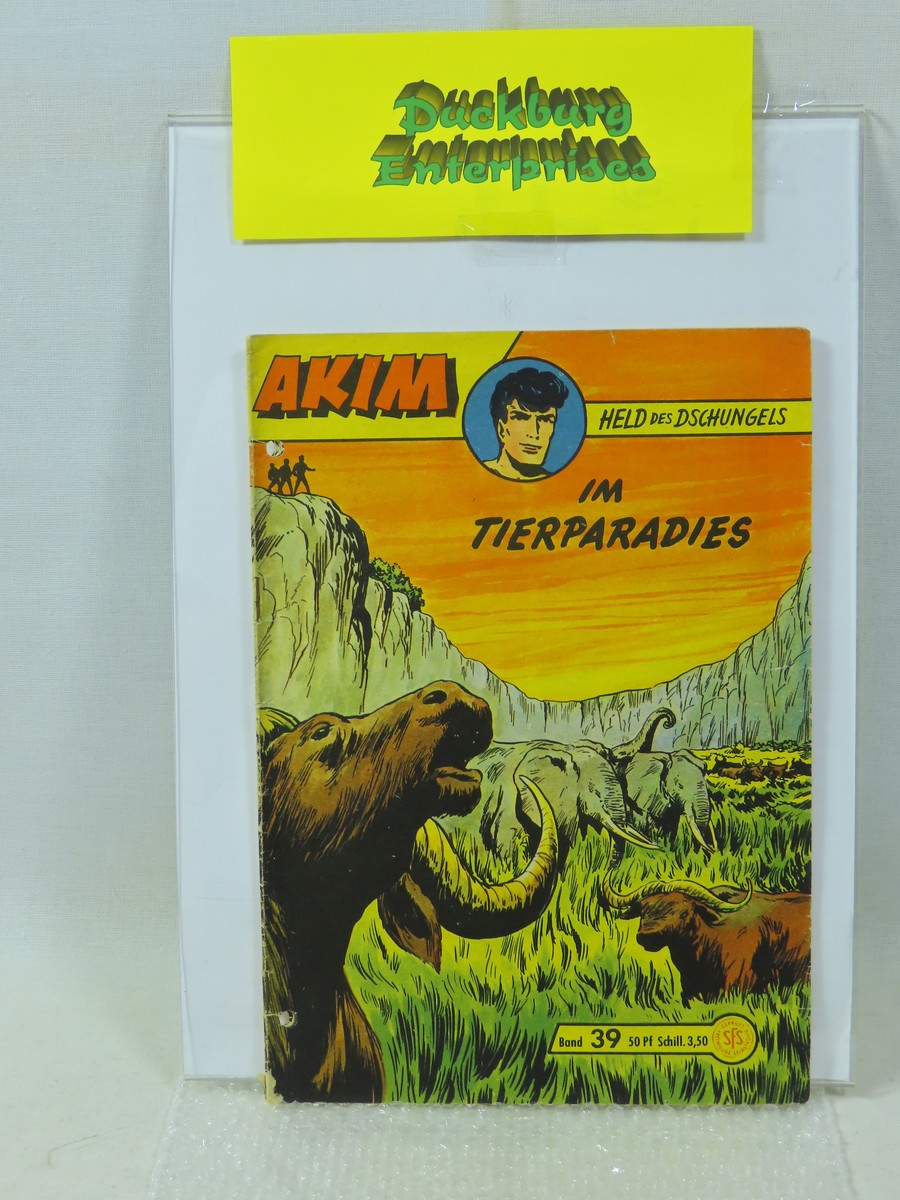 Duckburg
Enterprises
AKIM
HELD DES DSCHUNGELS
IM
TIERPARADIES
Band 39 50 Pf Schill. 3,50
SfS